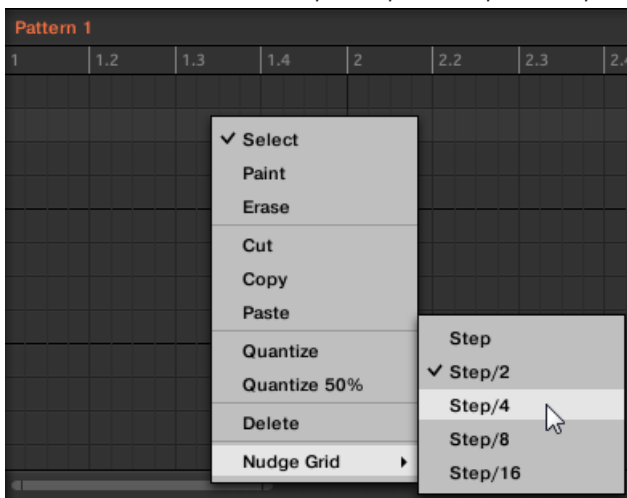 Pattern 1
1 1.2 1.3 1.4 2 2.2 2.3
Select
Paint
Erase
Cut
Copy
Paste
Quantize
Quantize 50%
Delete
Nudge Grid
Step
Step/2
Step/4
Step/8
Step/16